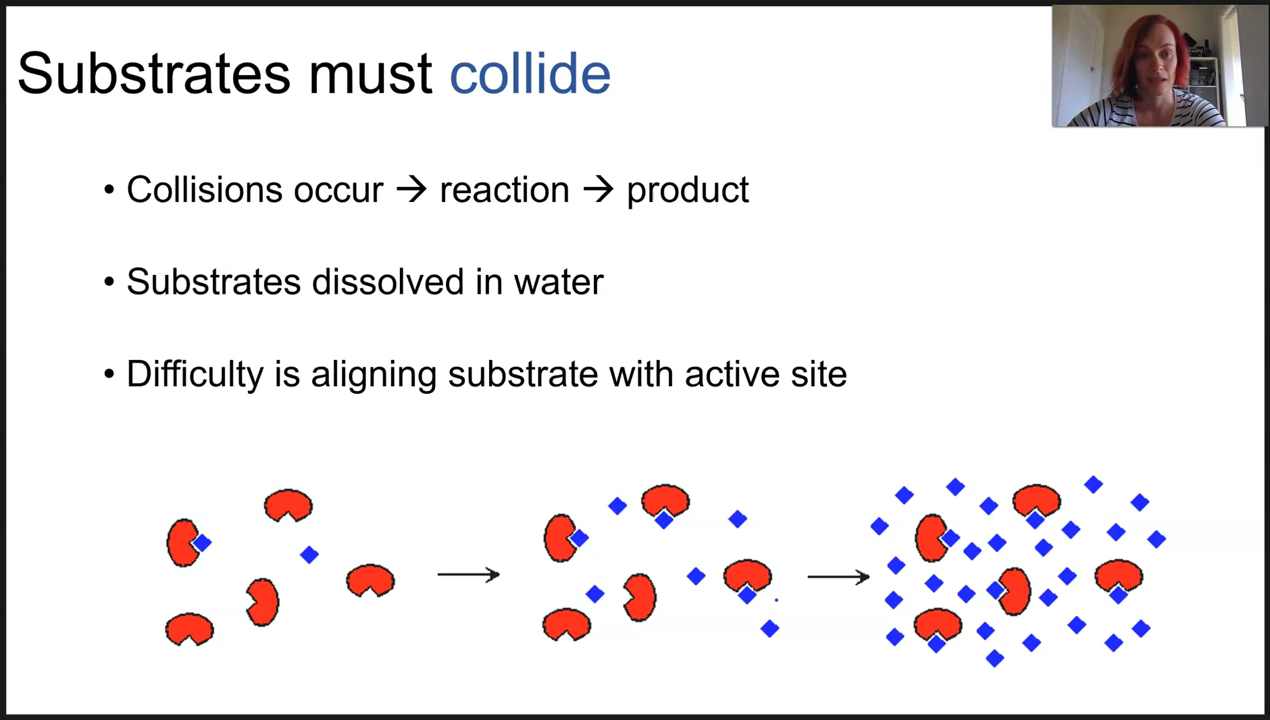 Substrates must collide
• Collisions occur → reaction → product
• Substrates dissolved in water
• Difficulty is aligning substrate with active site